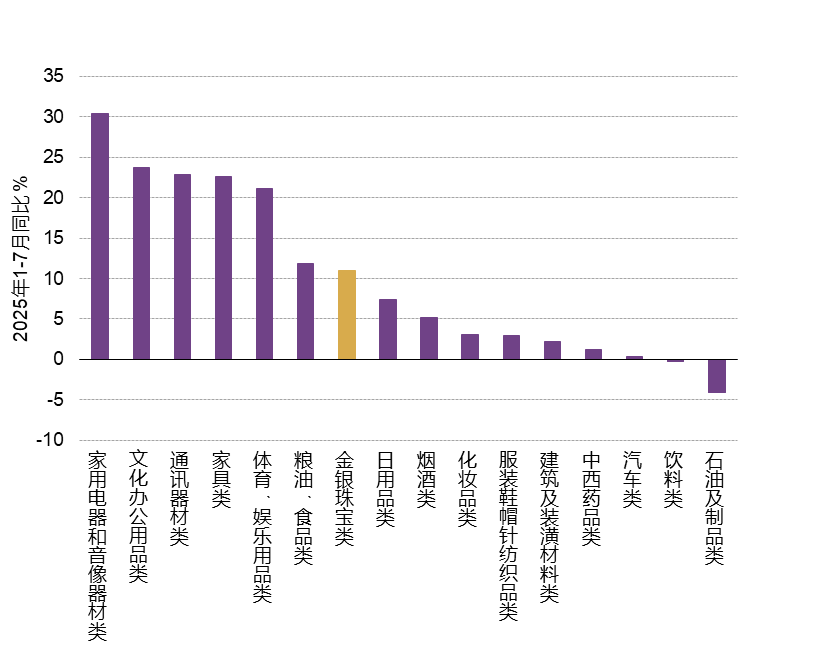 35
30
25
20
15
10
5
0
-5
-10
2025年1-7月同比 %
家用电器和音像器材类
文化办公用品类
通讯器材类
家具类
体育、娱乐用品类
粮油、食品类
金银珠宝类
日用品类
烟酒类
化妆品类
服装鞋帽针纺织品类
建筑及装潢材料类
中西药品类
汽车类
饮料类
石油及制品类